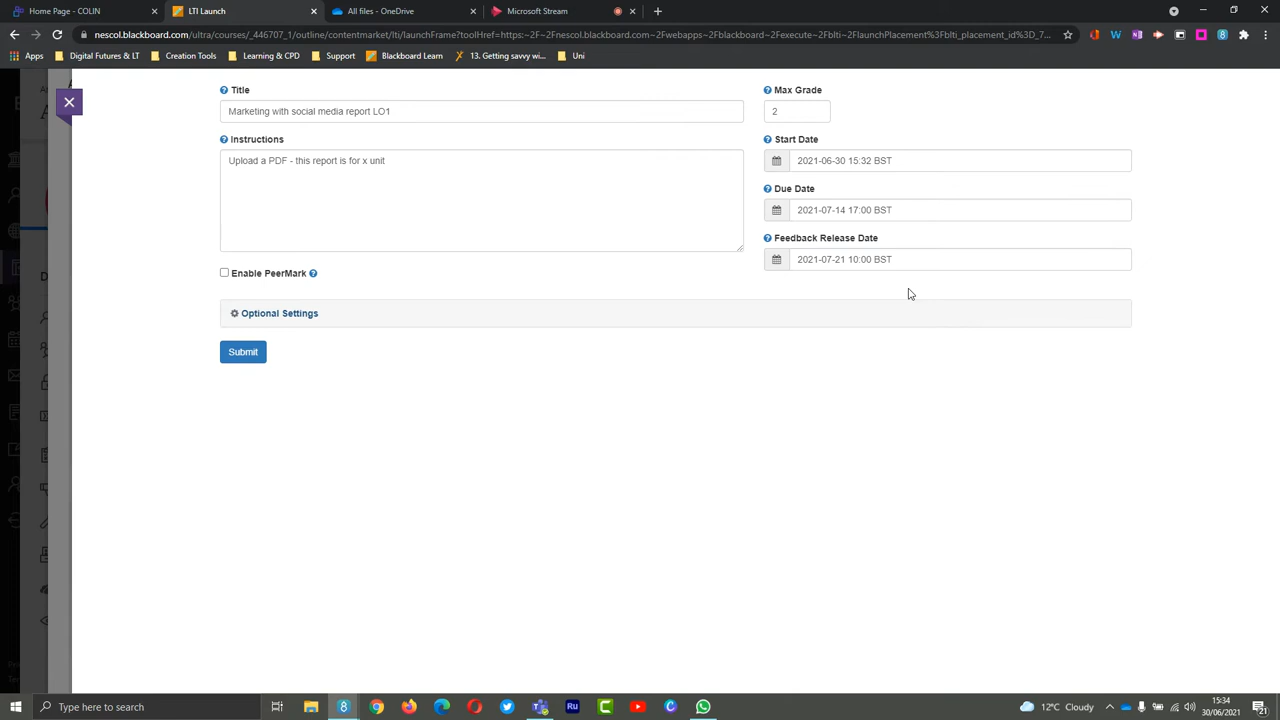 Home Page - COLIN
LTI Launch
All files - OneDrive
Microsoft Stream
nescol.blackboard.com/ultra/courses/_446707_1/outline/contentmarket/lti/launchFrame?toolHref=https:~2F~2Fnescol.blackboard.com~2Fwebapps~2Fblackboard~2Fexecute~2Fblti~2FlaunchPlacement%3Fblti_placement_id%3D_7...
Apps
Digital Futures & LT
Creation Tools
Learning & CPD
Support
Blackboard Learn
13. Getting savvy wi...
Uni
Title
Marketing with social media report LO1
Instructions
Upload a PDF - this report is for x unit
Enable PeerMark
Max Grade
2
Start Date
2021-06-30 15:32 BST
Due Date
2021-07-14 17:00 BST
Feedback Release Date
2021-07-21 10:00 BST
Optional Settings
Submit
Type here to search
12°C Cloudy
15:34
30/06/2021